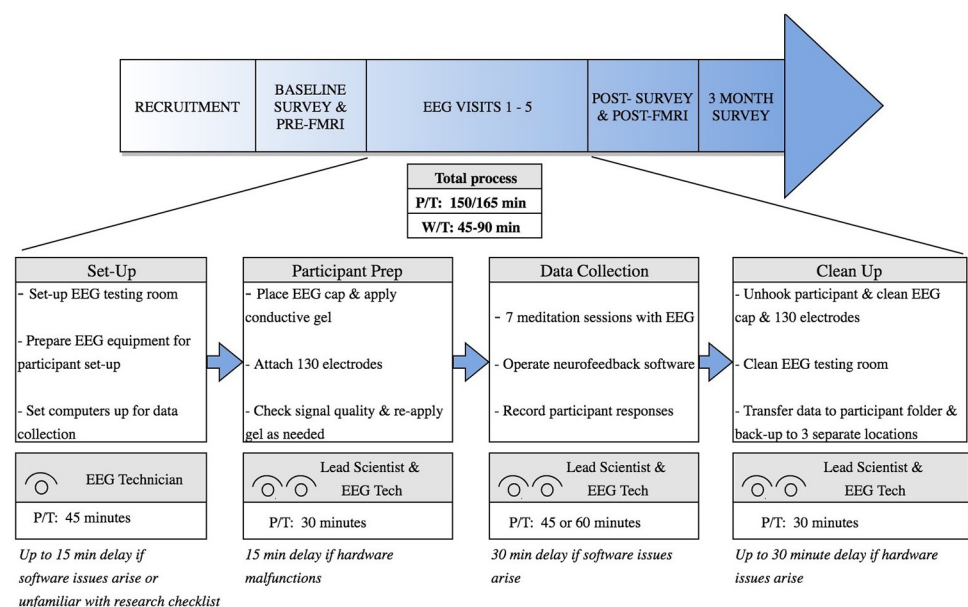 RECRUITMENT
BASELINE
SURVEY &
PRE-FMRI
EEG VISITS 1 - 5
POST- SURVEY
& POST-FMRI
3 MONTH
SURVEY
Total process
P/T: 150/165 min
W/T: 45-90 min
Set-Up
- Set-up EEG testing room
- Prepare EEG equipment for
participant set-up
- Set computers up for data
collection
EEG Technician
P/T: 45 minutes
Up to 15 min delay if
software issues arise or
unfamiliar with research checklist
Participant Prep
- Place EEG cap & apply
conductive gel
- Attach 130 electrodes
- Check signal quality & re-apply
gel as needed
Lead Scientist &
EEG Tech
P/T: 30 minutes
15 min delay if hardware
malfunctions
Data Collection
- 7 meditation sessions with EEG
- Operate neurofeedback software
- Record participant responses
Lead Scientist &
EEG Tech
P/T: 45 or 60 minutes
30 min delay if software issues
arise
Clean Up
- Unhook participant & clean EEG
cap & 130 electrodes
- Clean EEG testing room
- Transfer data to participant folder &
back-up to 3 separate locations
Lead Scientist &
EEG Tech
P/T: 30 minutes
Up to 30 minute delay if hardware
issues arise